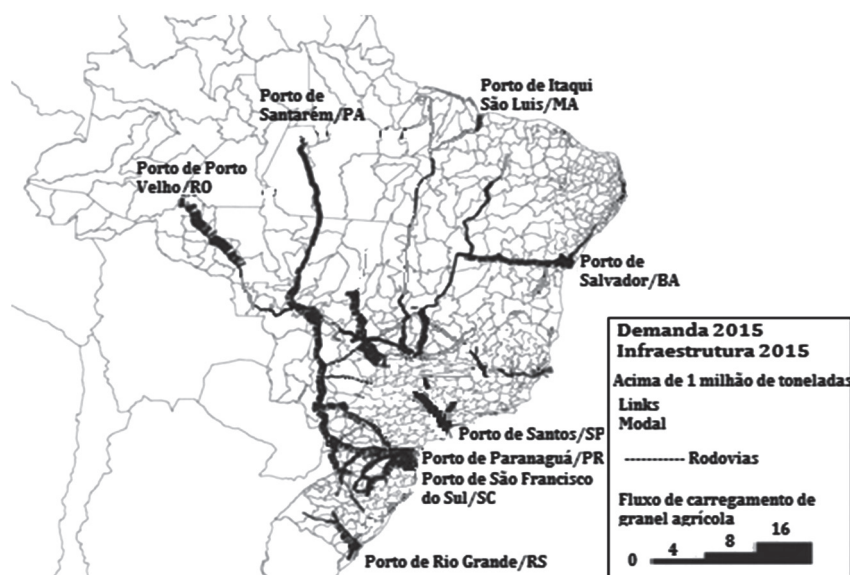 Porto de Itaqui
São Luis/MA
Porto de
Santarém/PA
Porto de Porto
Velho/RO
Porto de
Salvador/BA
Porto de Santos/SP
Porto de Paranaguá/PR
Porto de São Francisco
do Sul/SC
Porto de Rio Grande/RS
Demanda 2015
Infraestrutura 2015
Acima de 1 milhão de toneladas
Links
Modal
Rodovias
Fluxo de carregamento de
granel agrícola
0 4 8 16